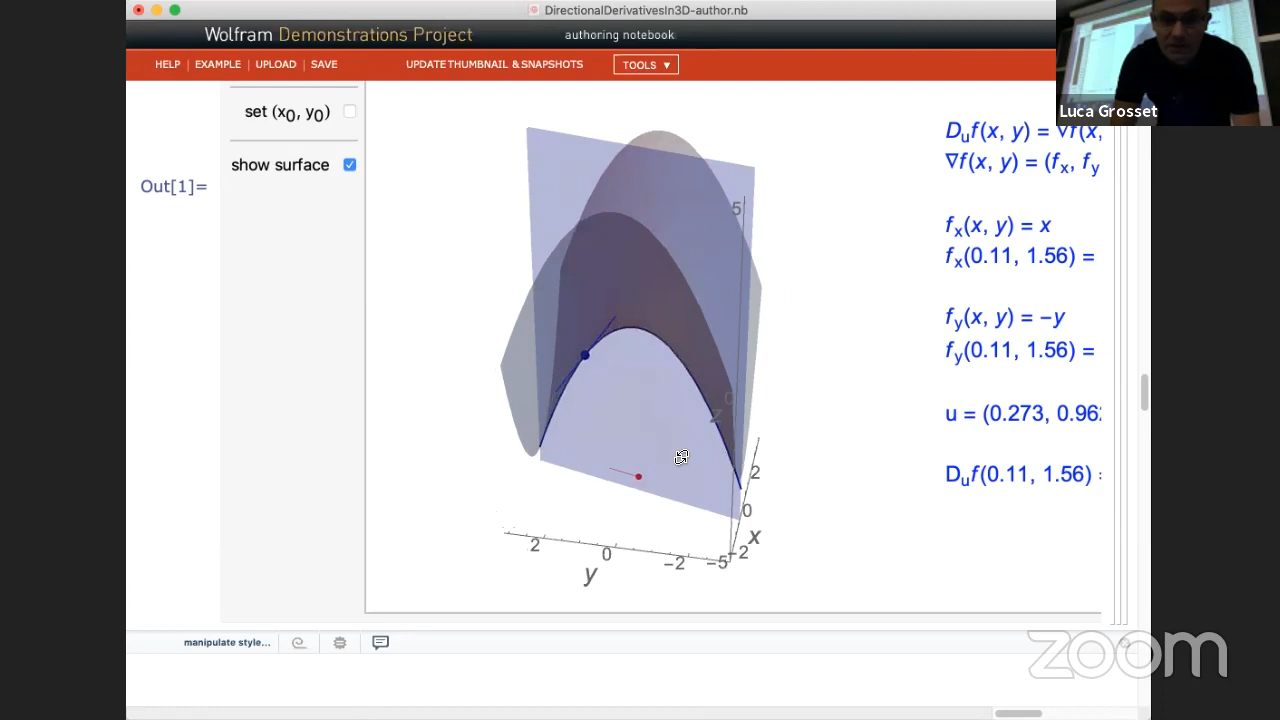 DirectionalDerivativesIn3D-author.nb
Wolfram Demonstrations Project
authoring notebook
HELP | EXAMPLE | UPLOAD | SAVE
UPDATE THUMBNAIL & SNAPSHOTS
TOOLS ▼
Luca Grosset
set (x0, y0)
show surface
Out[1]=
5
0
z
2
0
-2
x
2
0
-2
-5
y
Duf(x, y) = ∇f(x,
∇f(x, y) = (fx, fy
fx(x, y) = x
fx(0.11, 1.56) =
fy(x, y) = -y
fy(0.11, 1.56) =
u = (0.273, 0.962
Duf(0.11, 1.56) =
manipulate style...
zoom